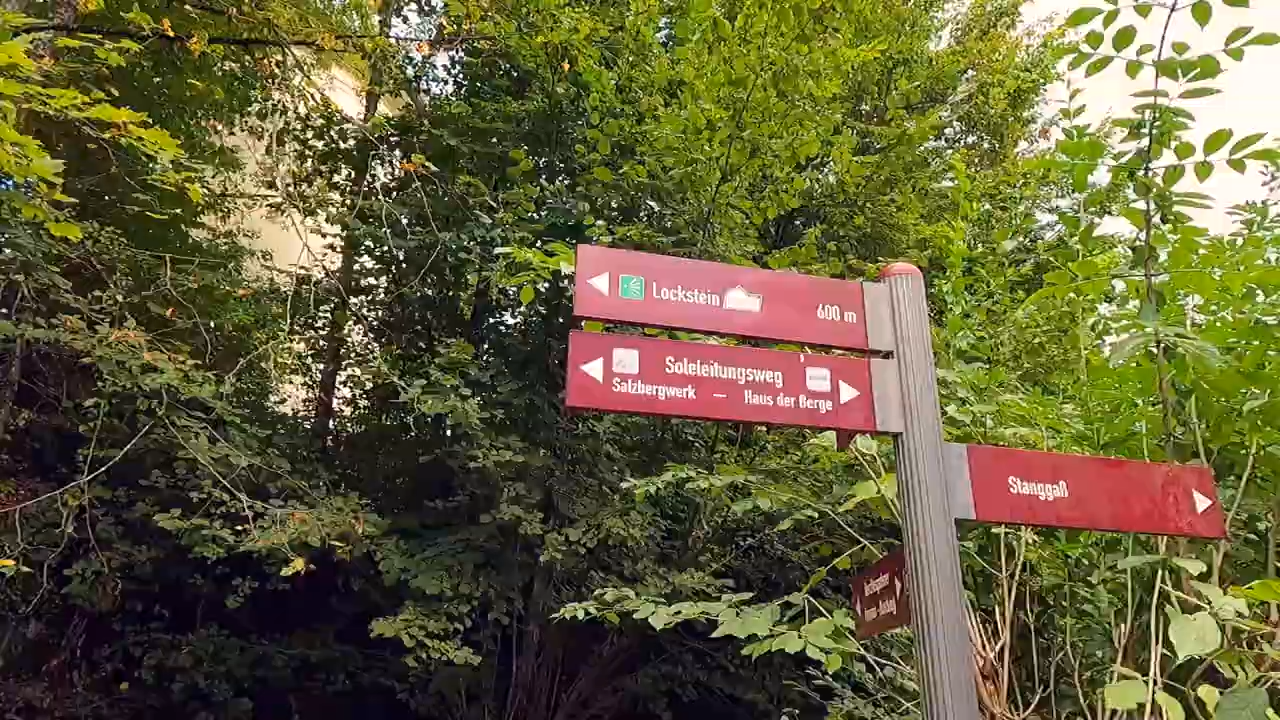 Lockstein 600 m
Soleleitungsweg
Salzbergwerk – Haus der Berge
Stanggaß